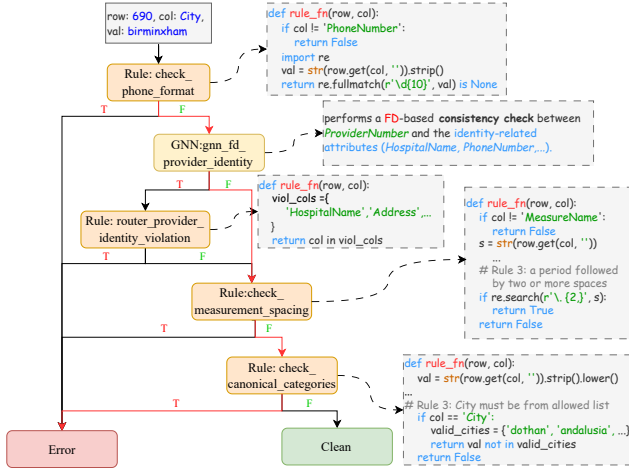 row: 690, col: City,
val: birminxham
def rule_fn(row, col):
if col != 'PhoneNumber':
return False
import re
val = str(row.get(col, '')).strip()
return re.fullmatch(r'\d{10}', val) is None
Rule: check_
phone_format
T
F
GNN:gnn_fd_
provider_identity
performs a FD-based consistency check between
ProviderNumber and the identity-related
attributes (HospitalName, PhoneNumber,...).
T
F
def rule_fn(row, col):
viol_cols ={
'HospitalName','Address',...
}
return col in viol_cols
Rule: router_provider_
identity_violation
T
F
def rule_fn(row, col):
if col != 'MeasureName':
return False
s = str(row.get(col, ''))
...
# Rule 3: a period followed
by two or more spaces
if re.search(r'\. {2,}', s):
return True
return False
Rule:check_
measurement_spacing
T
F
Rule: check_
canonical_categories
def rule_fn(row, col):
val = str(row.get(col, '')).strip().lower()
...
# Rule 3: City must be from allowed list
if col == 'City':
valid_cities = {'dothan', 'andalusia', ...}
return val not in valid_cities
return False
T
F
Error
Clean